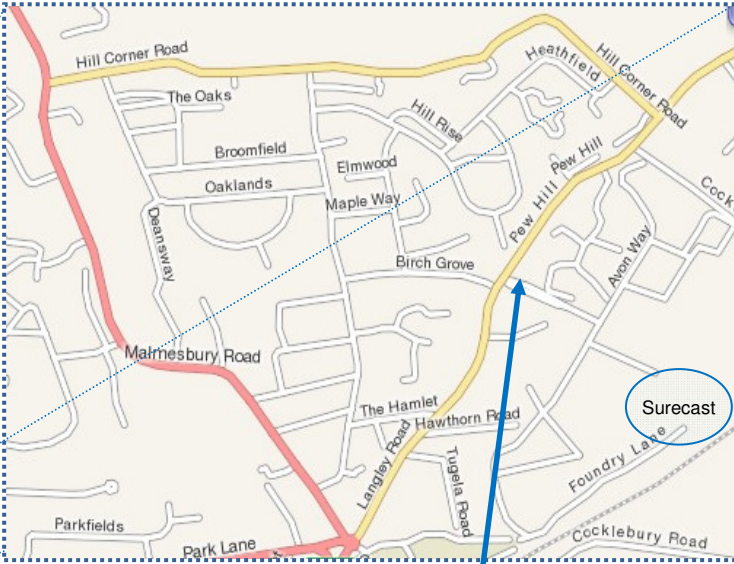 Hill Corner Road
Heathfield
Hill Corner Road
The Oaks
Hill Rise
Broomfield
Elmwood
Pew Hill
Oaklands
Cock
Maple Way
Pew Hill
Deansway
Avon Way
Birch Grove
Malmesbury Road
The Hamlet
Surecast
Hawthorn Road
Langley Road
Tugela Road
Foundry Lane
Parkfields
Park Lane
Cocklebury Road